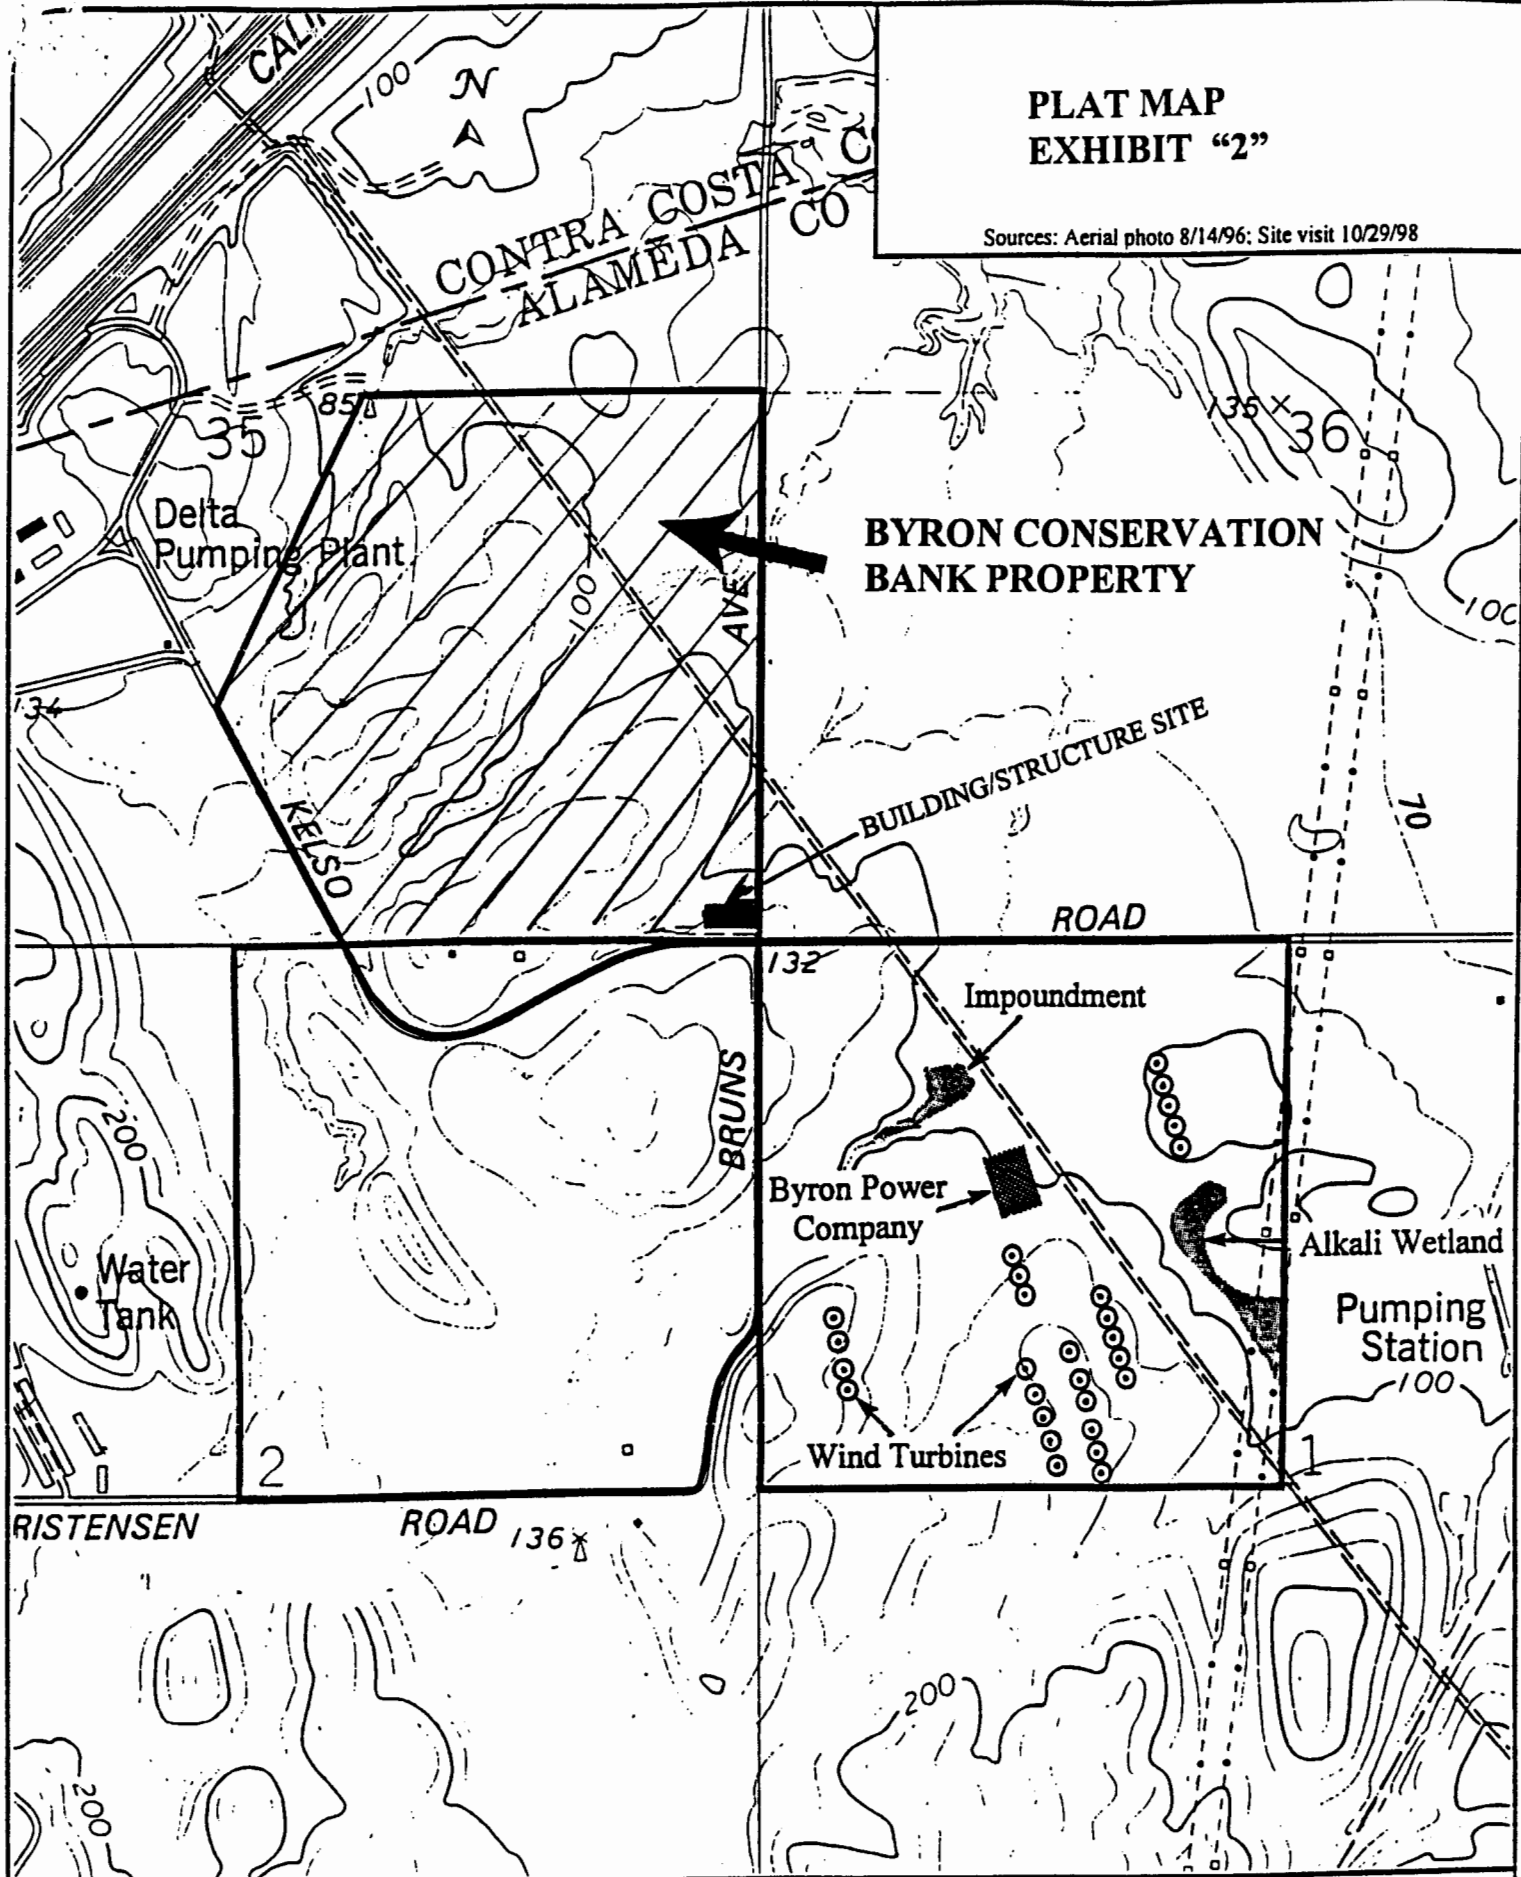 PLAT MAP
EXHIBIT “2”
Sources: Aerial photo 8/14/96; Site visit 10/29/98
100
N
CONTRA COSTA
ALAMEDA CO
85
35
135
36
Delta
Pumping Plant
BYRON CONSERVATION
BANK PROPERTY
100
AVE
134
BUILDING/STRUCTURE SITE
70
KELSO
ROAD
132
Impoundment
BRUNS
200
Byron Power
Company
Alkali Wetland
Water
Tank
Pumping
Station
100
Wind Turbines
2
1
RISTENSEN ROAD
136
200
200